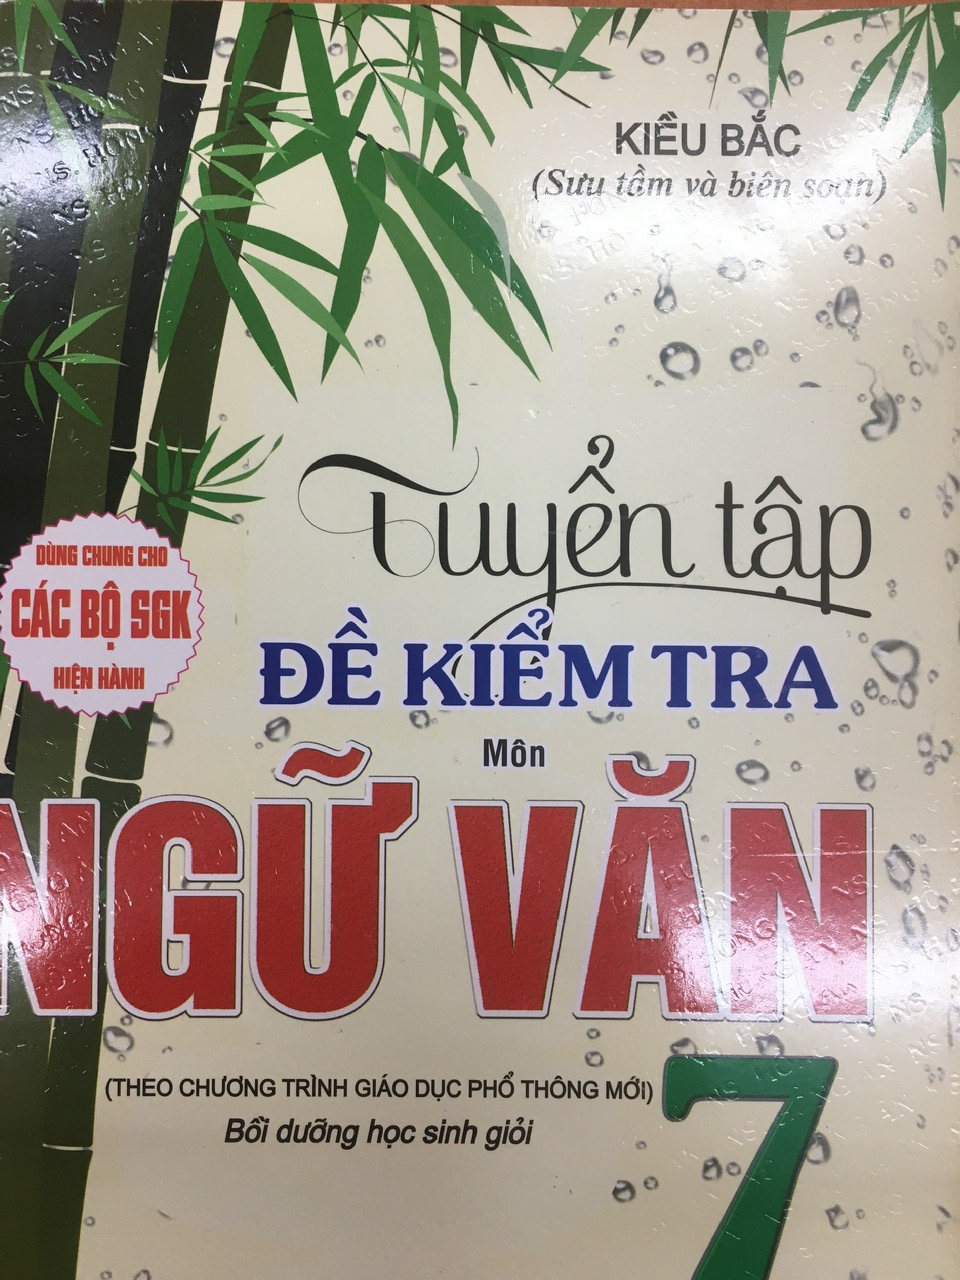 KIỀU BẮC
(Sưu tầm và biên soạn)
Tuyển tập
DÙNG CHUNG CHO
CÁC BỘ SGK
HIỆN HÀNH
ĐỀ KIỂM TRA
Môn
NGỮ VĂN
7
(THEO CHƯƠNG TRÌNH GIÁO DỤC PHỔ THÔNG MỚI)
Bồi dưỡng học sinh giỏi